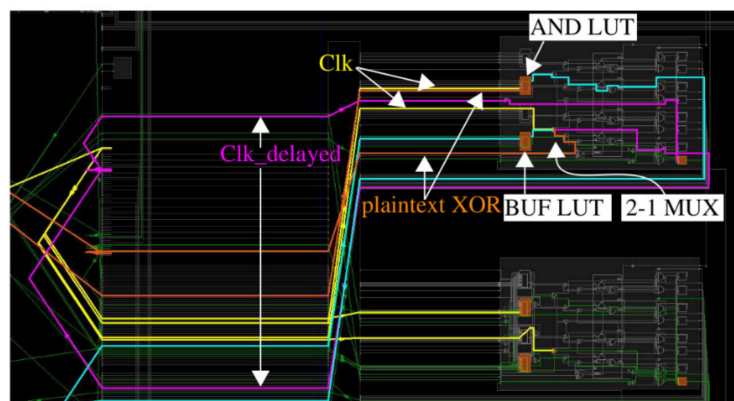 AND LUT
Clk
Clk_delayed
plaintext XOR
BUF LUT
2-1 MUX